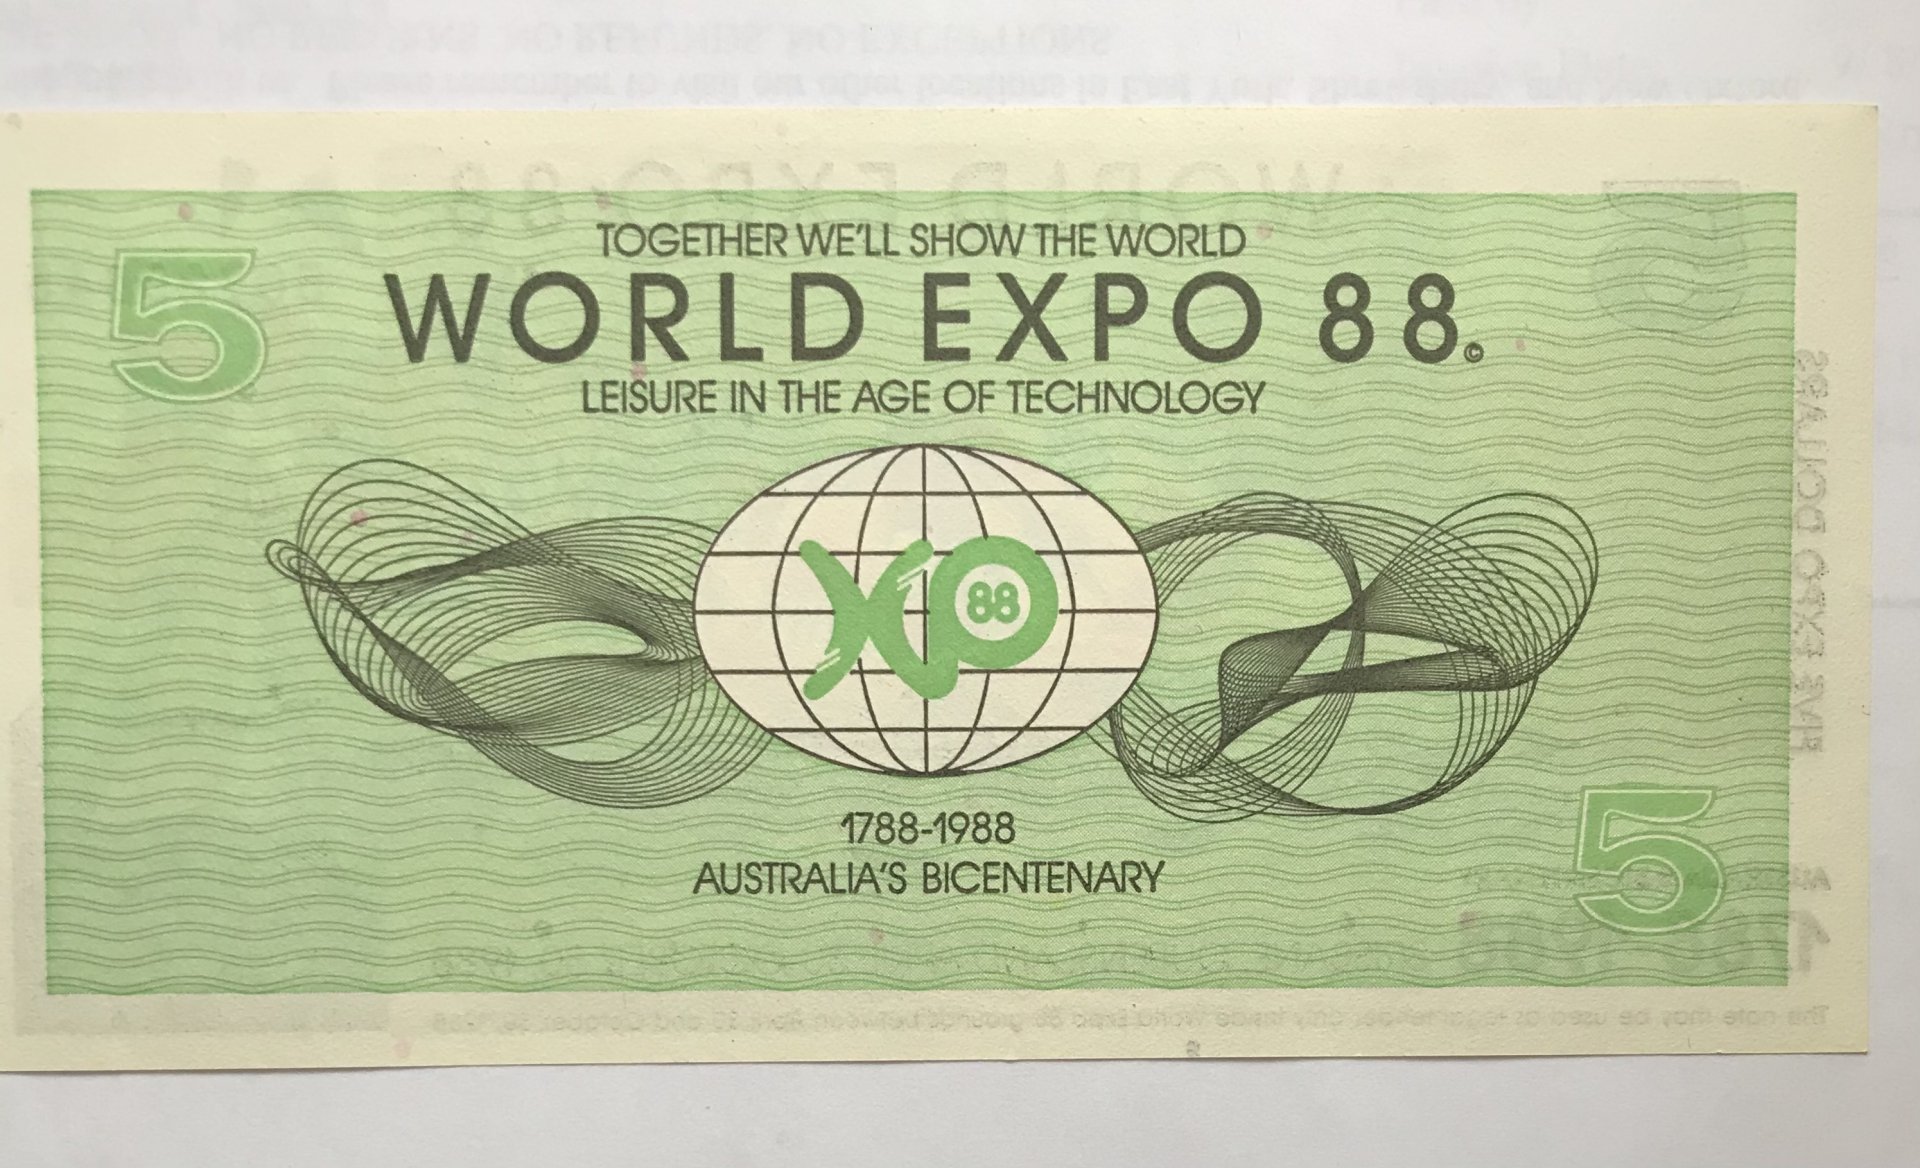 TOGETHER WE'LL SHOW THE WORLD
5
WORLD EXPO 88©
LEISURE IN THE AGE OF TECHNOLOGY
XPO
88
1788-1988
AUSTRALIA'S BICENTENARY
5